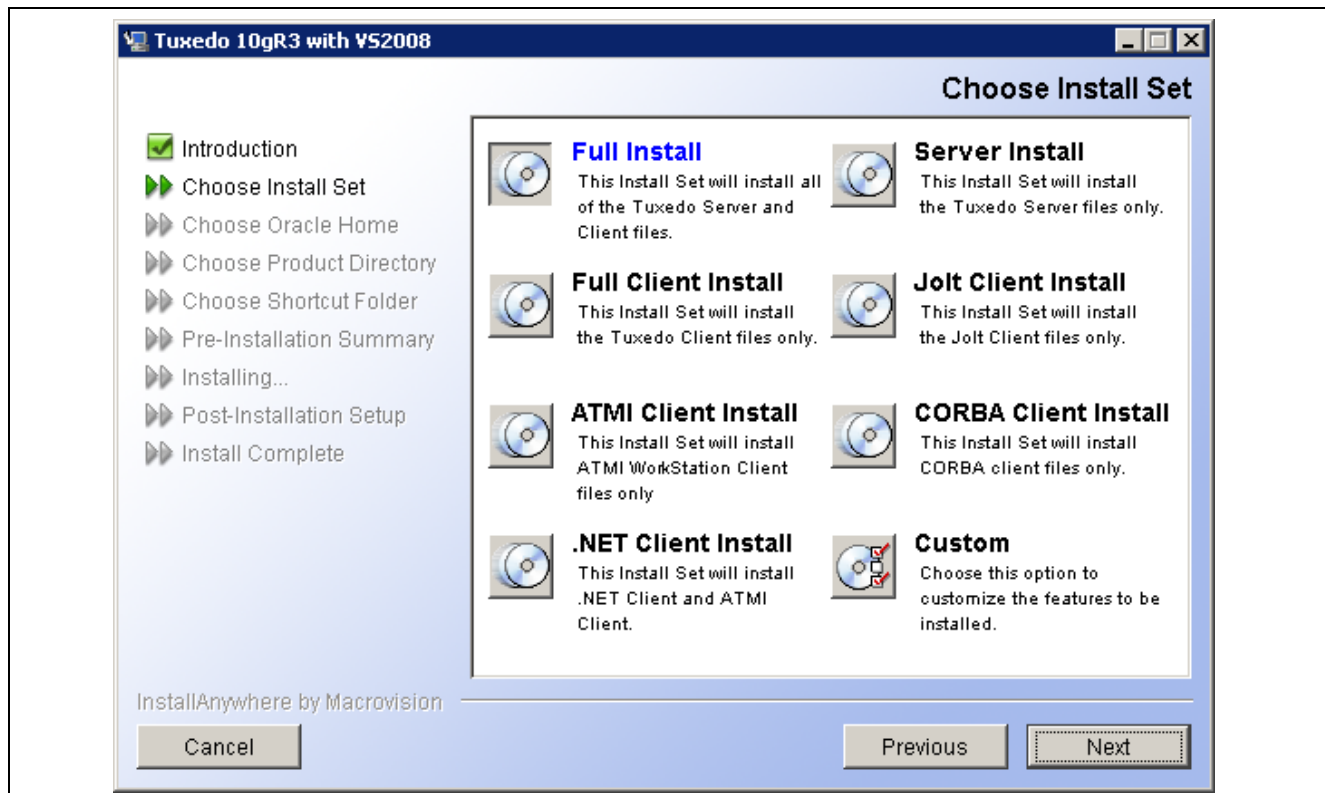 Tuxedo 10gR3 with VS2008
Choose Install Set
Introduction
Choose Install Set
Choose Oracle Home
Choose Product Directory
Choose Shortcut Folder
Pre-Installation Summary
Installing...
Post-Installation Setup
Install Complete
Full Install
This Install Set will install all
of the Tuxedo Server and
Client files.
Server Install
This Install Set will install
the Tuxedo Server files only.
Full Client Install
This Install Set will install
the Tuxedo Client files only.
Jolt Client Install
This Install Set will install
the Jolt Client files only.
ATMI Client Install
This Install Set will install
ATMI WorkStation Client
files only
CORBA Client Install
This Install Set will install
CORBA client files only.
.NET Client Install
This Install Set will install
.NET Client and ATMI
Client.
Custom
Choose this option to
customize the features to be
installed.
InstallAnywhere by Macrovision
Cancel
Previous
Next